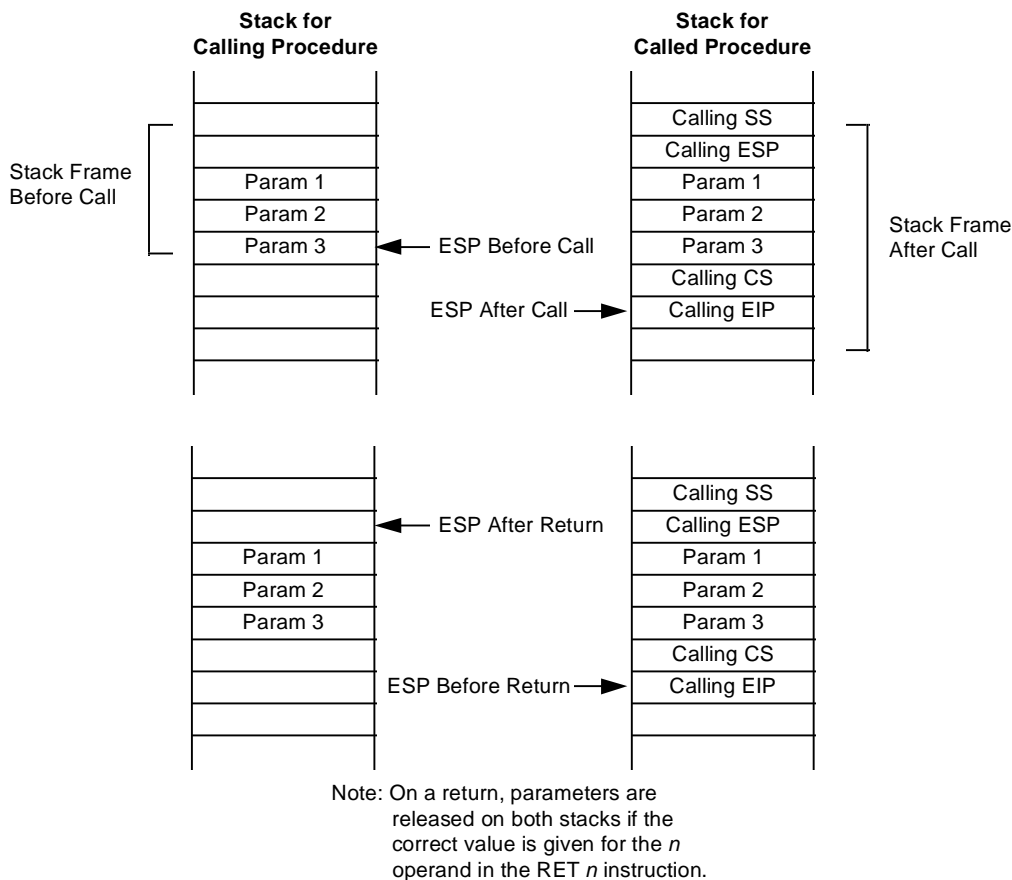 Stack for
Calling Procedure
Stack for
Called Procedure
Stack Frame
Before Call
Param 1
Param 2
Param 3
ESP Before Call
ESP After Call
Calling SS
Calling ESP
Param 1
Param 2
Param 3
Calling CS
Calling EIP
Stack Frame
After Call
Param 1
Param 2
Param 3
ESP After Return
ESP Before Return
Calling SS
Calling ESP
Param 1
Param 2
Param 3
Calling CS
Calling EIP
Note: On a return, parameters are
released on both stacks if the
correct value is given for the n
operand in the RET n instruction.